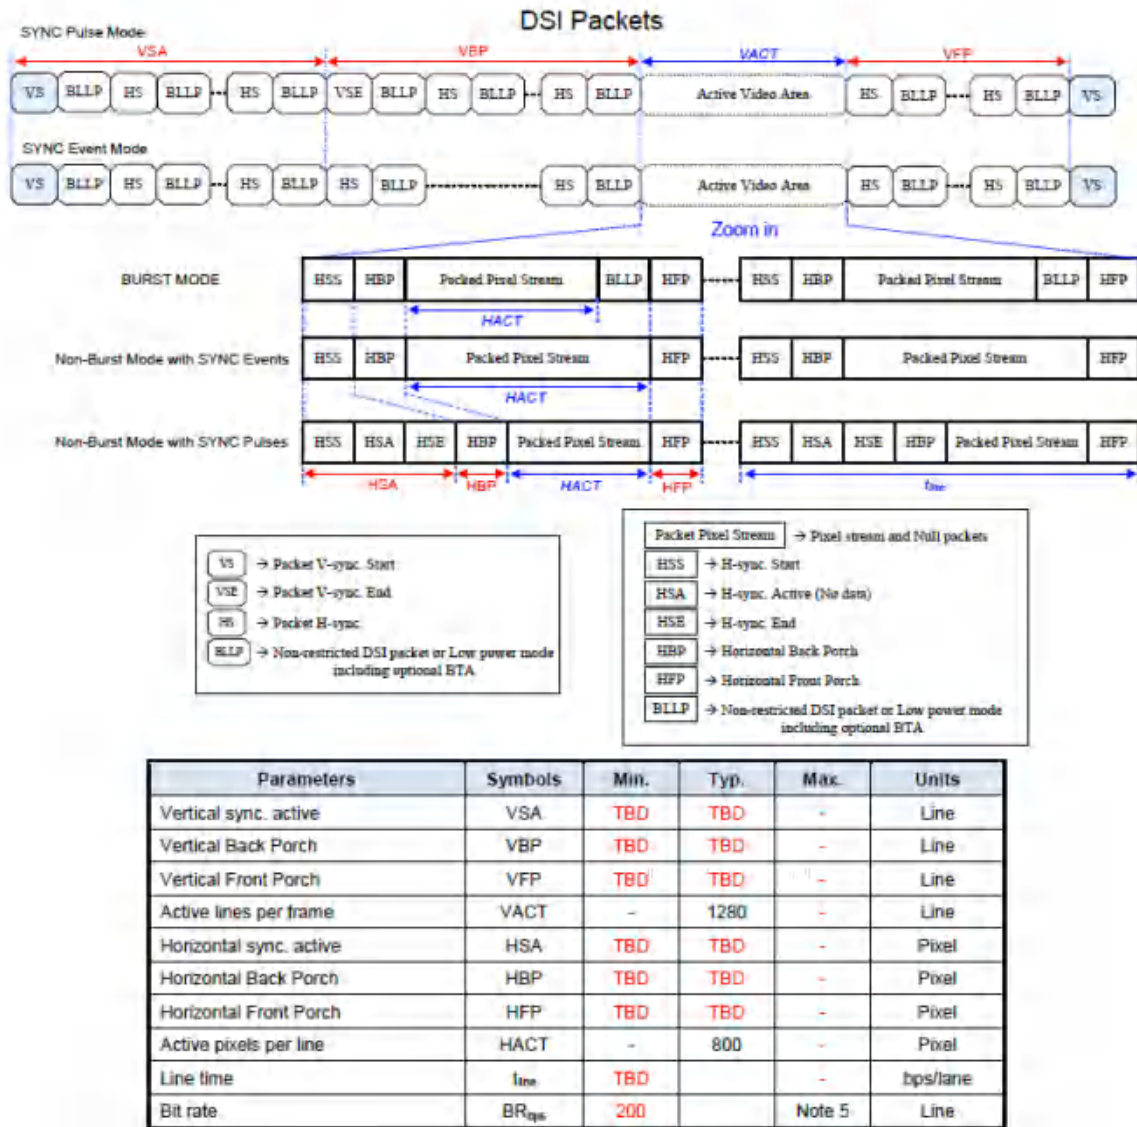 DSI Packets
SYNC Pulse Mode
VSA VBP VACT VFP
VS BLLP HS BLLP HS BLLP VSE BLLP HS BLLP HS BLLP Active Video Area HS BLLP HS BLLP VS
SYNC Event Mode
VS BLLP HS BLLP HS BLLP HS BLLP HS BLLP Active Video Area HS BLLP HS BLLP VS
Zoom in
BURST MODE HSS HBP Packed Pixel Stream BLLP HFP HSS HBP Packed Pixel Stream BLLP HFP
HACT
Non-Burst Mode with SYNC Events HSS HBP Packed Pixel Stream HFP HSS HBP Packed Pixel Stream HFP
HACT
Non-Burst Mode with SYNC Pulses HSS HSA HSE HBP Packed Pixel Stream HFP HSS HSA HSE HBP Packed Pixel Stream HFP
HSA HBP HACT HFP tline
VS → Packet V-sync. Start
VSE → Packet V-sync. End
HS → Packet H-sync.
BLLP → Non-restricted DSI packet or Low power mode
including optional BTA
Packet Pixel Stream → Pixel stream and Null packets
HSS → H-sync. Start
HSA → H-sync. Active (No data)
HSE → H-sync. End
HBP → Horizontal Back Porch
HFP → Horizontal Front Porch
BLLP → Non-restricted DSI packet or Low power mode
including optional BTA
Parameters Symbols Min. Typ. Max. Units
Vertical sync. active VSA TBD TBD - Line
Vertical Back Porch VBP TBD TBD - Line
Vertical Front Porch VFP TBD TBD - Line
Active lines per frame VACT - 1280 - Line
Horizontal sync. active HSA TBD TBD - Pixel
Horizontal Back Porch HBP TBD TBD - Pixel
Horizontal Front Porch HFP TBD TBD - Pixel
Active pixels per line HACT - 800 - Pixel
Line time tline TBD - bps/lane
Bit rate BRbps 200 Note 5 Line